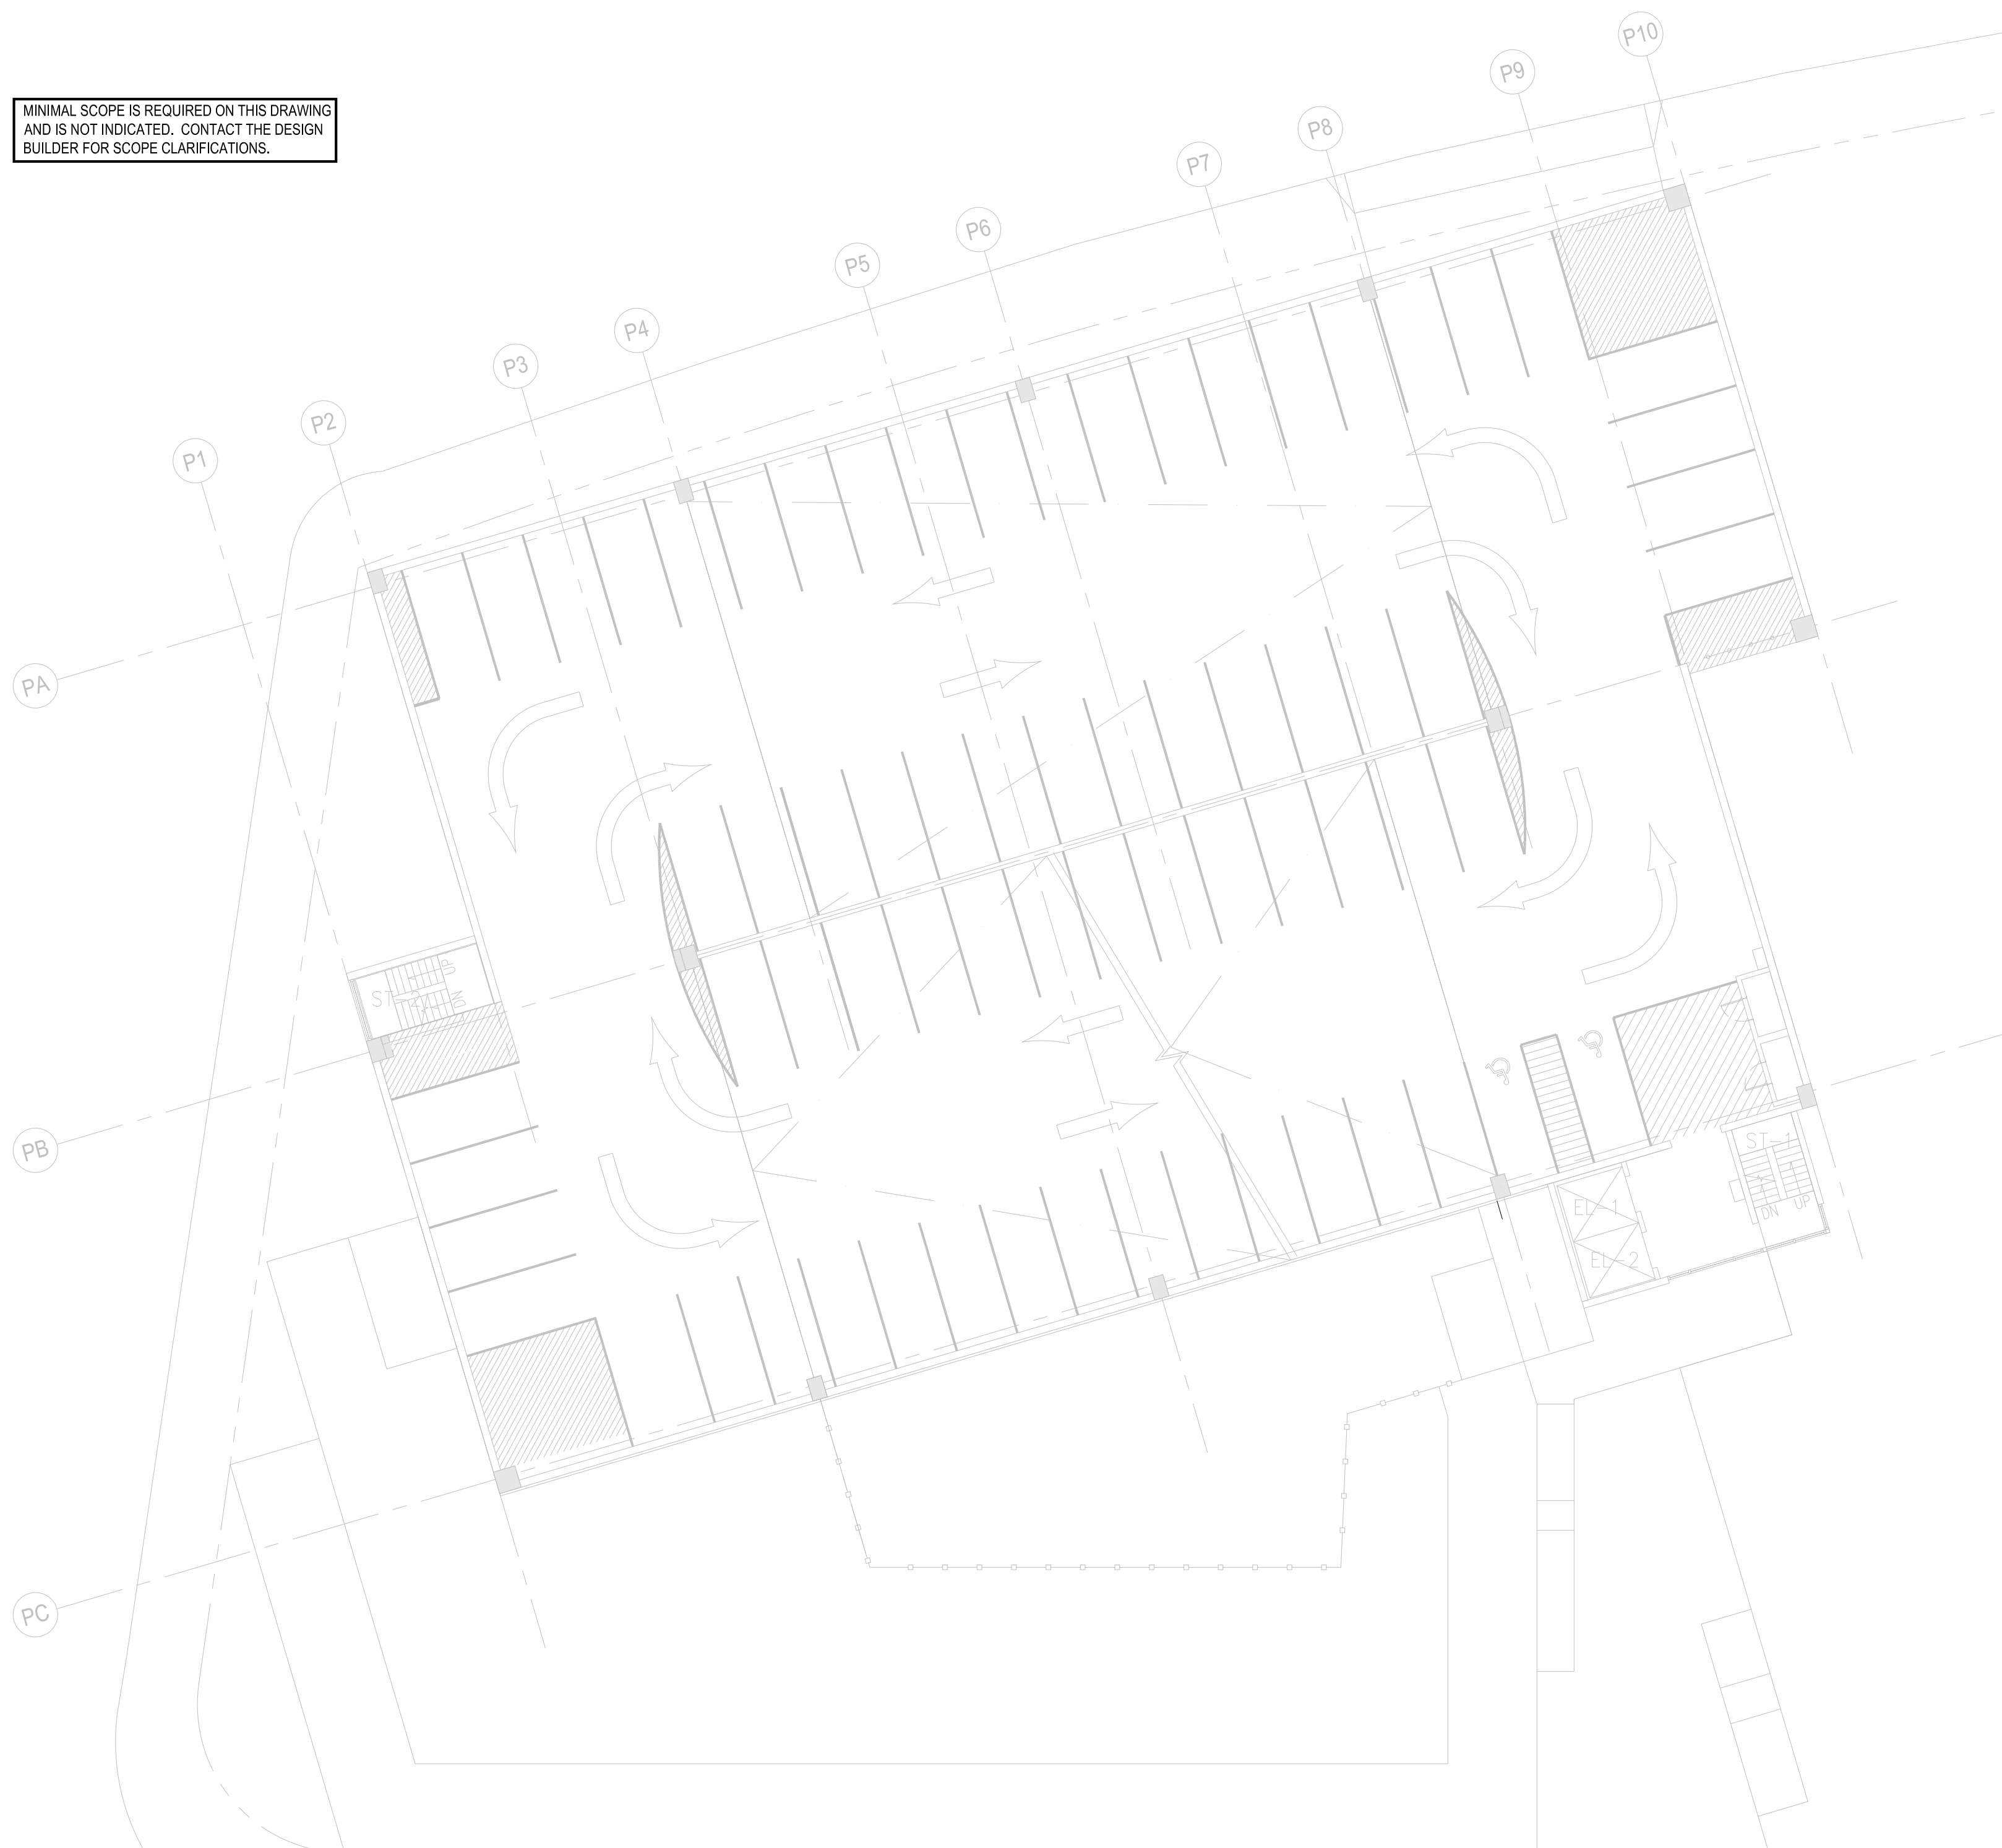 P10
P9
P8
MINIMAL SCOPE IS REQUIRED ON THIS DRAWING
AND IS NOT INDICATED.  CONTACT THE DESIGN
BUILDER FOR SCOPE CLARIFICATIONS.
P7
P6
P5
P4
P3
P2
P1
PA
UP
ST-2
DN
PB
ST-1
EL-1
DN UP
EL-2
PC